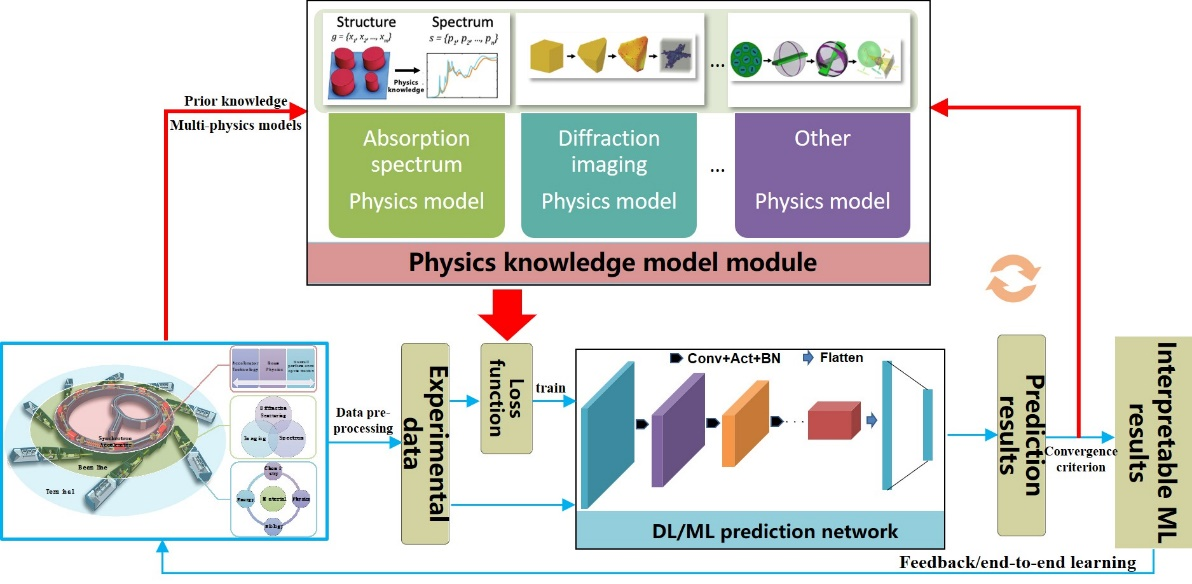 Structure
g = {x₁, x₂, ..., xₙ}
Spectrum
s = {p₁, p₂, ..., pₙ}
Physics
knowledge
...
Prior knowledge
Multi-physics models
Absorption
spectrum
Physics model
Diffraction
imaging
Physics model
...
Other
Physics model
Physics knowledge model module
Synchrotron
Accelerator
Beam line
Diffraction
Scattering
Imaging
Spectrum
Energy
Material
Physics
Data pre-
processing
Experimental
data
Loss
function
train
Conv+Act+BN
Flatten
DL/ML prediction network
Prediction
results
Convergence
criterion
Interpretable ML
results
Feedback/end-to-end learning